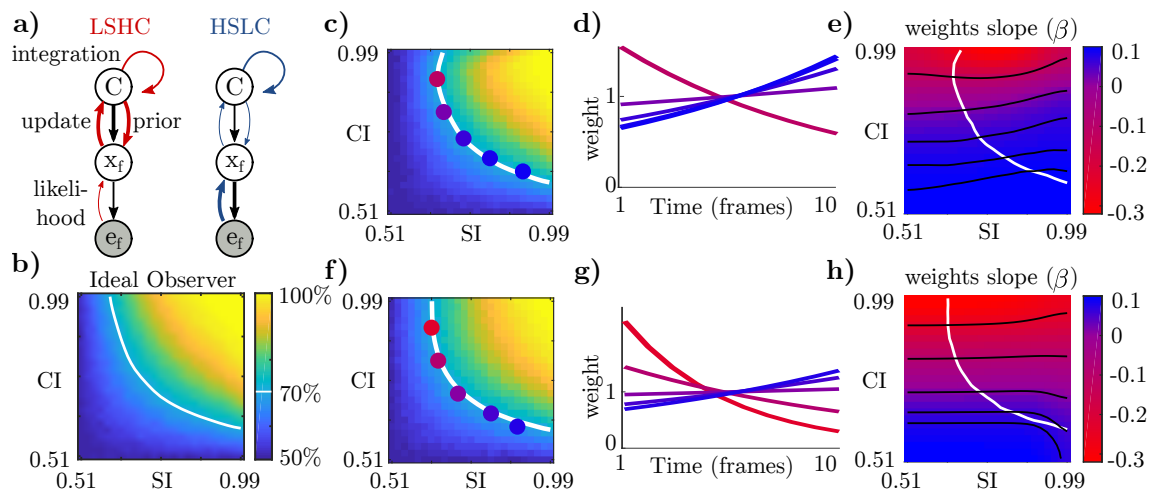 a) LSHC HSLC
integration
C C
update prior
x_f x_f
likeli-
hood
e_f e_f
b) Ideal Observer
0.99
CI
0.51
0.51 SI 0.99
100%
70%
50%
c)
0.99
CI
0.51
0.51 SI 0.99
d)
weight
1
0
1 Time (frames) 10
e) weights slope (β)
0.99
CI
0.51
0.51 SI 0.99
0.1
0
-0.1
-0.2
-0.3
f)
0.99
CI
0.51
0.51 SI 0.99
g)
weight
1
0
1 Time (frames) 10
h) weights slope (β)
0.99
CI
0.51
0.51 SI 0.99
0.1
0
-0.1
-0.2
-0.3